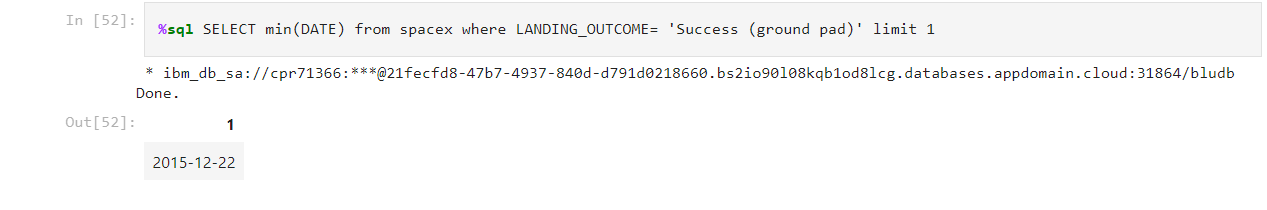 In [52]: %sql SELECT min(DATE) from spacex where LANDING_OUTCOME= 'Success (ground pad)' limit 1
* ibm_db_sa://cpr71366:***@21fecfd8-47b7-4937-840d-d791d0218660.bs2io90l08kqb1od8lcg.databases.appdomain.cloud:31864/bludb
Done.
Out[52]: 1
2015-12-22